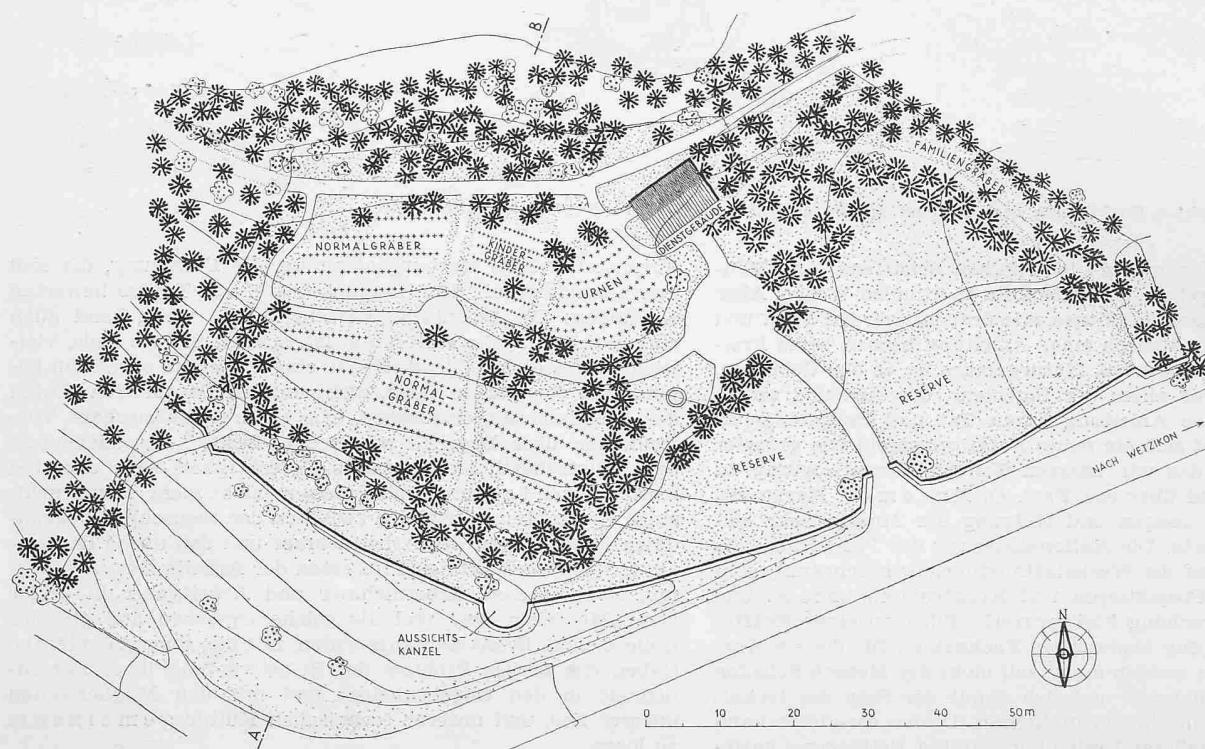 B
FAMILIENGRÄBER
DIENSTGEBÄUDE
NORMALGRÄBER
KINDER-
GRÄBER
URNEN
NORMAL-
GRÄBER
RESERVE
RESERVE
NACH WETZIKON
AUSSICHTS
KANZEL
A
N
0 10 20 30 40 50m